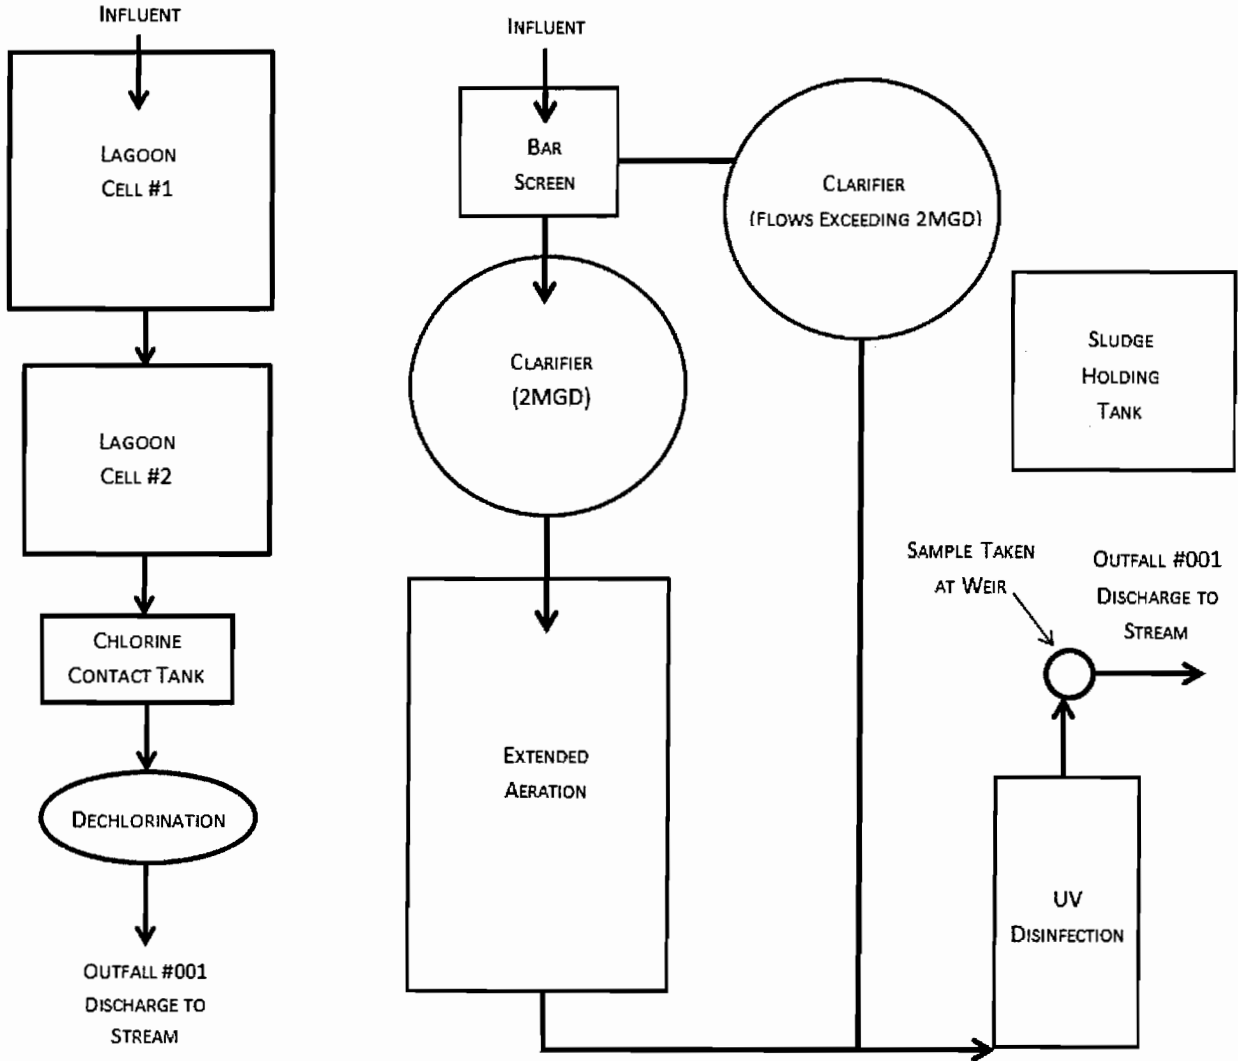 INFLUENT
LAGOON
CELL #1
LAGOON
CELL #2
CHLORINE
CONTACT TANK
DECHLORINATION
OUTFALL #001
DISCHARGE TO
STREAM
INFLUENT
BAR
SCREEN
CLARIFIER
(FLOWS EXCEEDING 2MGD)
CLARIFIER
(2MGD)
EXTENDED
AERATION
SLUDGE
HOLDING
TANK
SAMPLE TAKEN
AT WEIR
OUTFALL #001
DISCHARGE TO
STREAM
UV
DISINFECTION